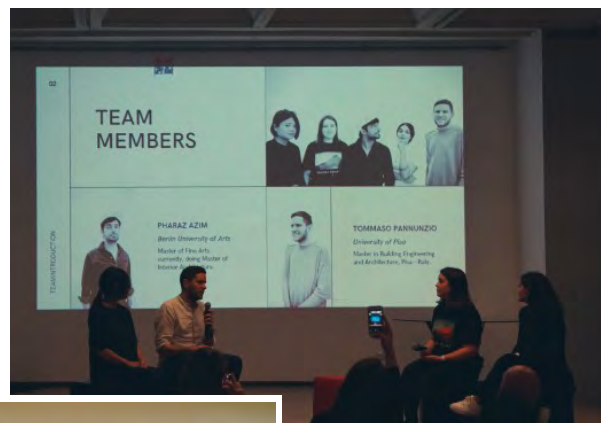 02
TEAM
MEMBERS
TEAM INTRODUCTION
PHARAZ AZIM
Berlin University of Arts
Master of Fine Arts,
currently, doing Master of
Interior
TOMMASO PANNUNZIO
University of Pisa
Master in Building Engineering
and Architecture, Pisa - Italy.